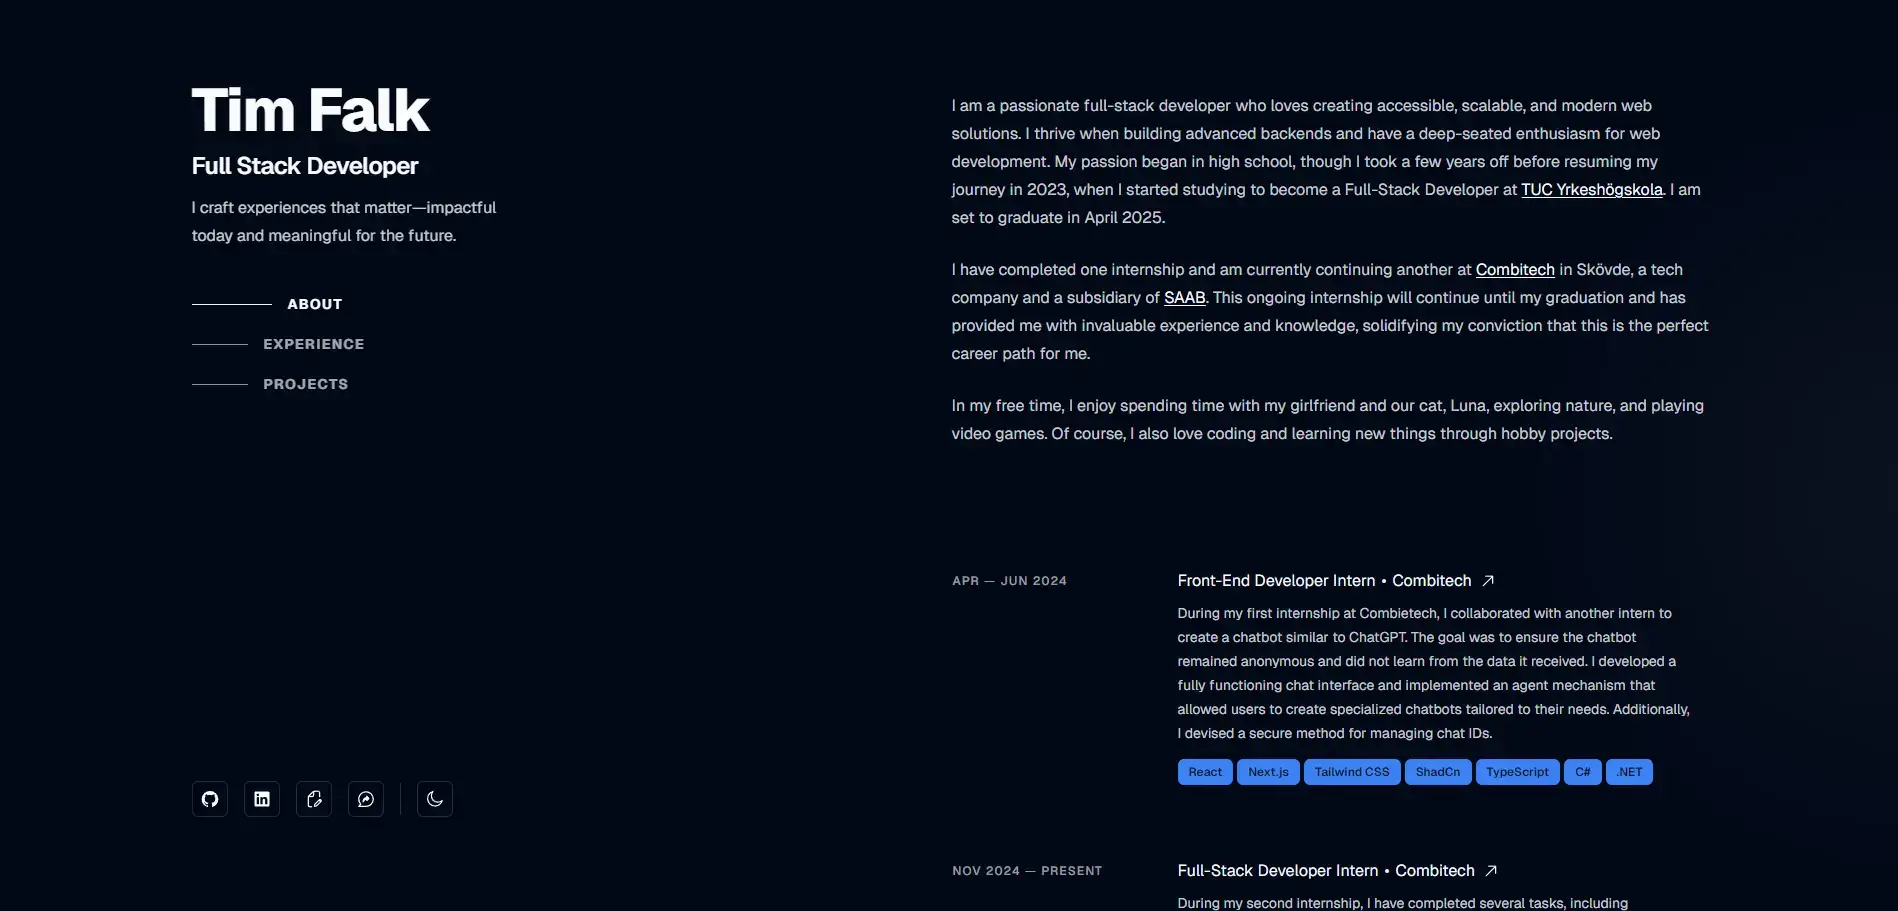 Tim Falk
Full Stack Developer
I craft experiences that matter—impactful
today and meaningful for the future.
ABOUT
EXPERIENCE
PROJECTS
I am a passionate full-stack developer who loves creating accessible, scalable, and modern web
solutions. I thrive when building advanced backends and have a deep-seated enthusiasm for web
development. My passion began in high school, though I took a few years off before resuming my
journey in 2023, when I started studying to become a Full-Stack Developer at TUC Yrkeshögskola. I am
set to graduate in April 2025.
I have completed one internship and am currently continuing another at Combitech in Skövde, a tech
company and a subsidiary of SAAB. This ongoing internship will continue until my graduation and has
provided me with invaluable experience and knowledge, solidifying my conviction that this is the perfect
career path for me.
In my free time, I enjoy spending time with my girlfriend and our cat, Luna, exploring nature, and playing
video games. Of course, I also love coding and learning new things through hobby projects.
APR — JUN 2024
Front-End Developer Intern • Combitech
During my first internship at Combietech, I collaborated with another intern to
create a chatbot similar to ChatGPT. The goal was to ensure the chatbot
remained anonymous and did not learn from the data it received. I developed a
fully functioning chat interface and implemented an agent mechanism that
allowed users to create specialized chatbots tailored to their needs. Additionally,
I devised a secure method for managing chat IDs.
React Next.js Tailwind CSS ShadCn TypeScript C# .NET
NOV 2024 — PRESENT
Full-Stack Developer Intern • Combitech
During my second internship, I have completed several tasks, including